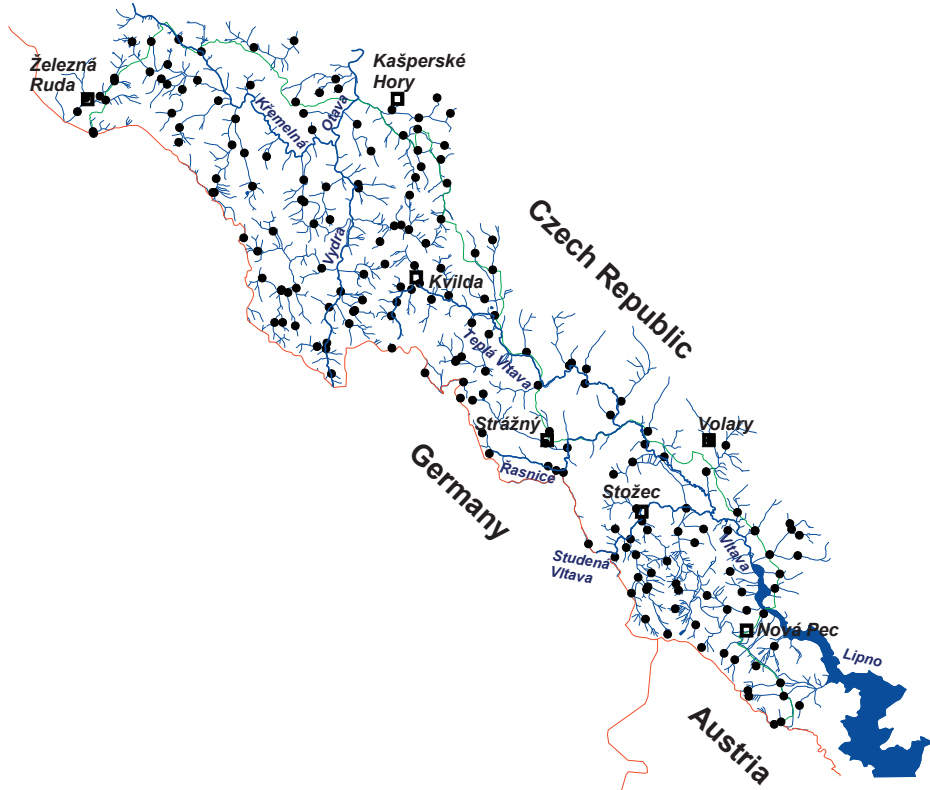 Železná
Ruda
Kašperské
Hory
Křemelná
Otava
Vydra
Czech Republic
Kvilda
Teplá Vltava
Strážný
Volary
Germany
Řasnice
Stožec
Vltava
Studená
Vltava
Nová Pec
Lipno
Austria